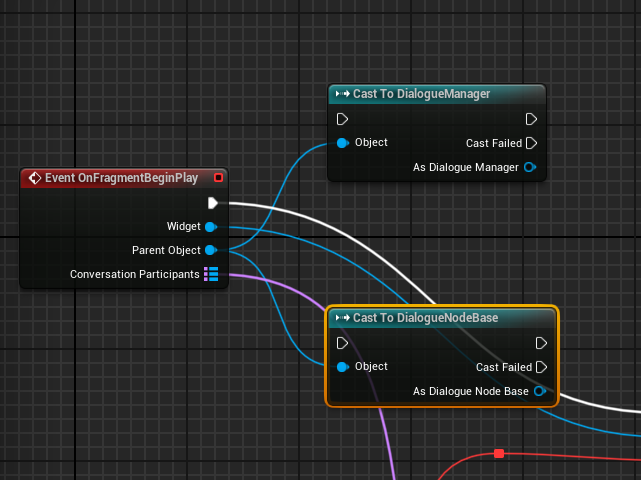 Cast To DialogueManager
Object
Cast Failed
As Dialogue Manager
Event OnFragmentBeginPlay
Widget
Parent Object
Conversation Participants
Cast To DialogueNodeBase
Object
Cast Failed
As Dialogue Node Base